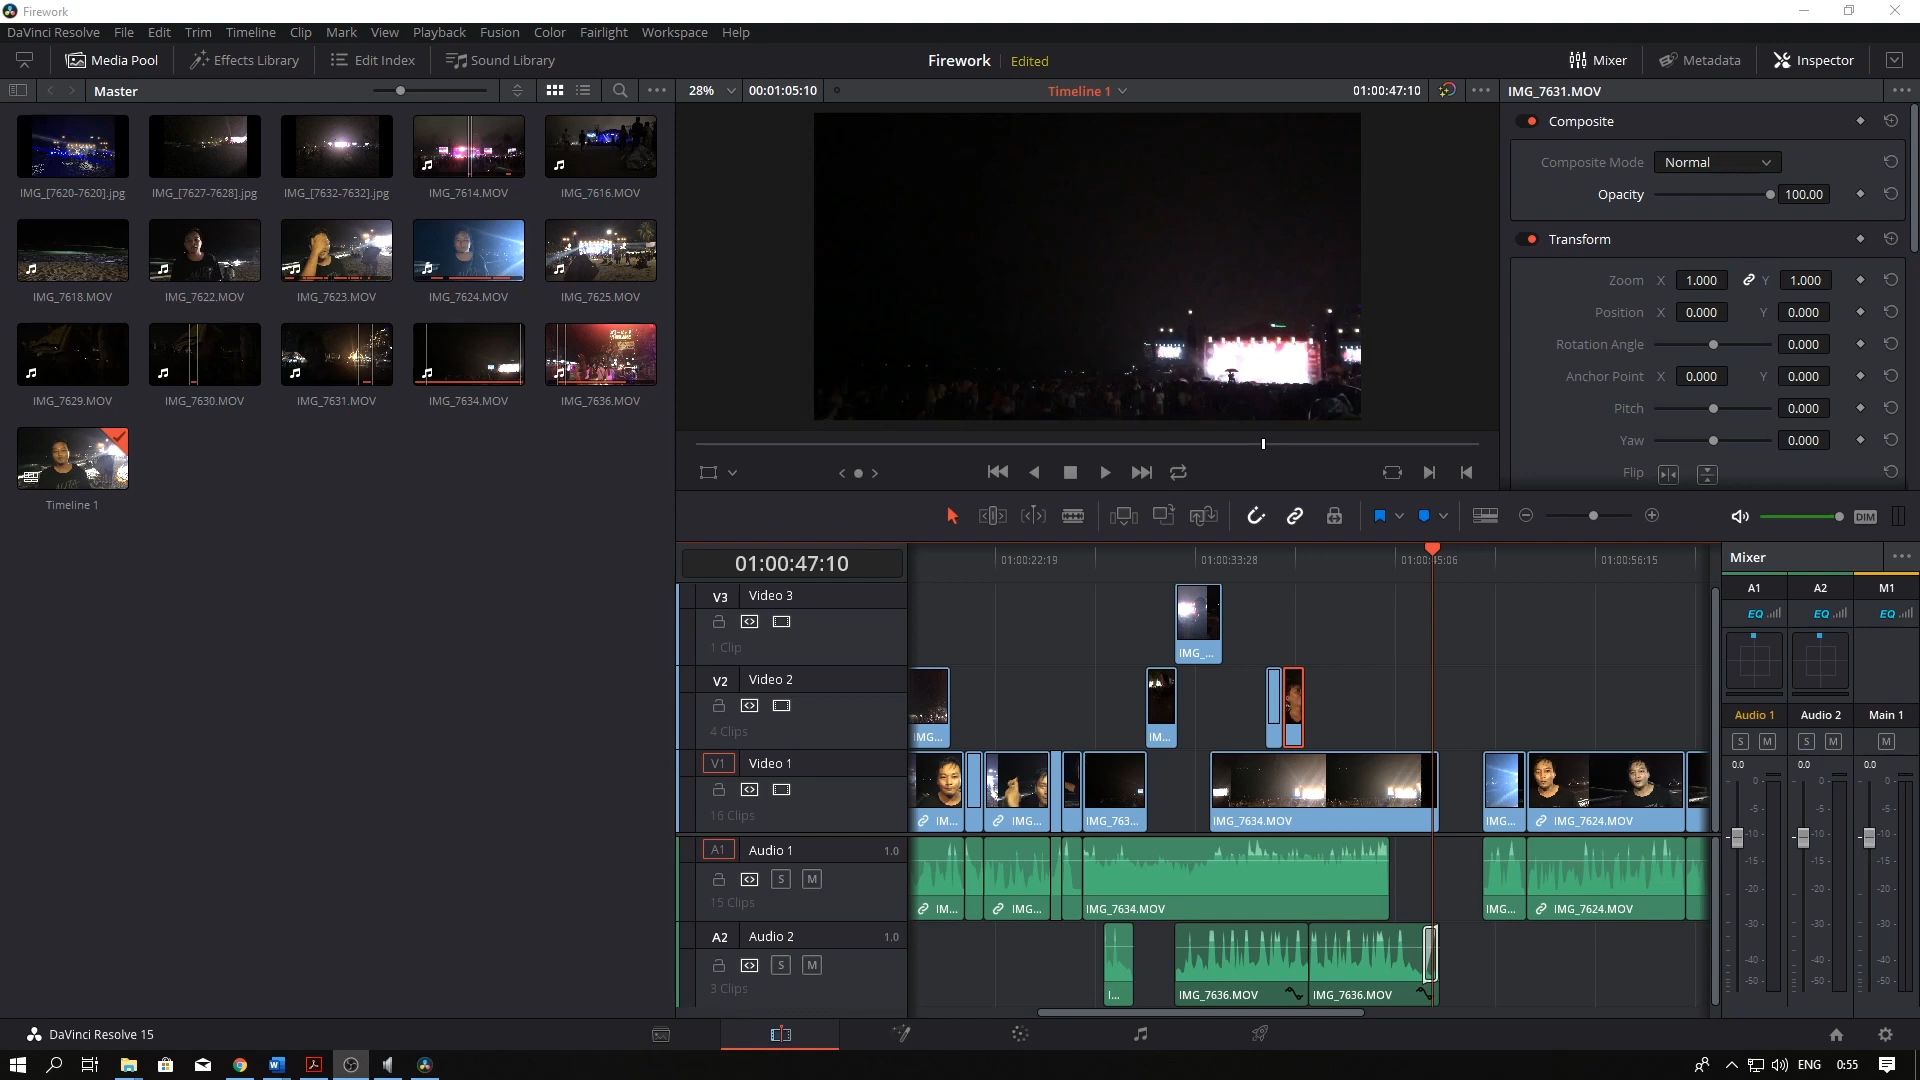 Firework
DaVinci Resolve File Edit Trim Timeline Clip Mark View Playback Fusion Color Fairlight Workspace Help
Media Pool Effects Library Edit Index Sound Library Firework Edited Mixer Metadata Inspector
Master 28% 00:01:05:10 Timeline 1 01:00:47:10 IMG_7631.MOV
Composite
Composite Mode Normal
Opacity 100.00
IMG_[7620-7620].jpg IMG_[7627-7628].jpg IMG_[7632-7632].jpg IMG_7614.MOV IMG_7616.MOV
Transform
Zoom X 1.000 Y 1.000
IMG_7618.MOV IMG_7622.MOV IMG_7623.MOV IMG_7624.MOV IMG_7625.MOV
Position X 0.000 Y 0.000
Rotation Angle 0.000
Anchor Point X 0.000 Y 0.000
IMG_7629.MOV IMG_7630.MOV IMG_7631.MOV IMG_7634.MOV IMG_7636.MOV
Pitch 0.000
Yaw 0.000
Flip
Timeline 1
DIM
01:00:47:10 01:00:22:19 01:00:33:28 01:00:45:06 01:00:56:15 Mixer
V3 Video 3
1 Clip
IMG_...
V2 Video 2
4 Clips
IMG... IM...
V1 Video 1
16 Clips
IM... IMG... IMG_763... IMG_7634.MOV IMG... IMG_7624.MOV
A1 Audio 1 1.0
S M
15 Clips
IM... IMG... IMG_7634.MOV IMG... IMG_7624.MOV
A2 Audio 2 1.0
S M
3 Clips
I... IMG_7636.MOV IMG_7636.MOV
A1 A2 M1
EQ EQ EQ
Audio 1 Audio 2 Main 1
S M S M M
0.0 0.0 0.0
0 0 0
-5 -5 -5
-10 -10 -10
-15 -15 -15
-20 -20 -20
-30 -30 -30
-40 -40 -40
-50 -50 -50
DaVinci Resolve 15
ENG 0:55